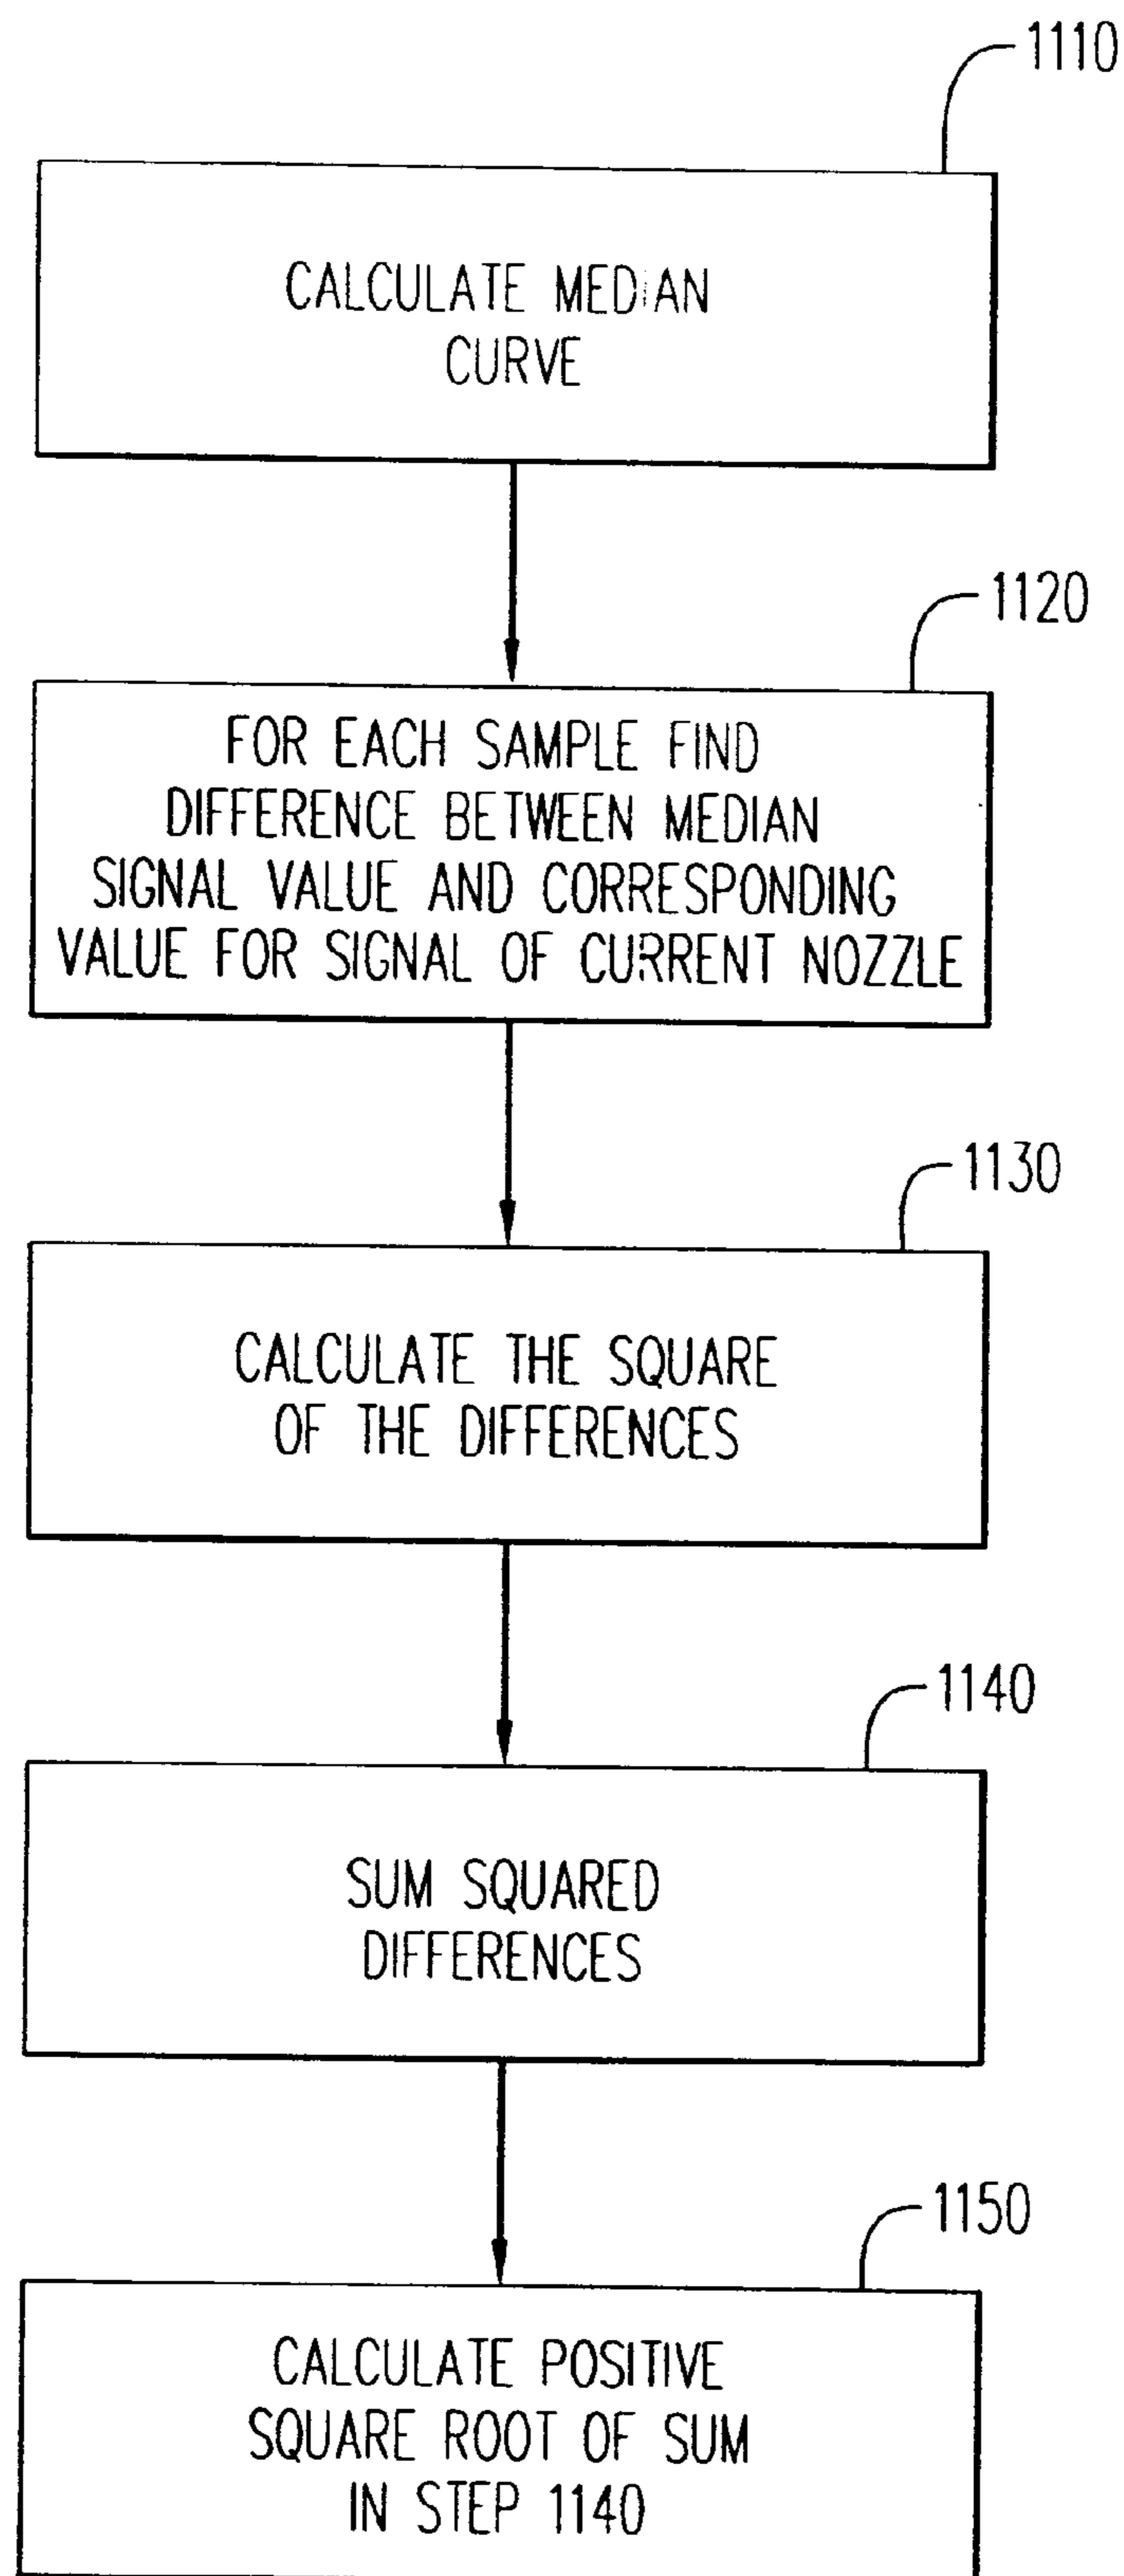 1110
CALCULATE MEDIAN
CURVE
1120
FOR EACH SAMPLE FIND
DIFFERENCE BETWEEN MEDIAN
SIGNAL VALUE AND CORRESPONDING
VALUE FOR SIGNAL OF CURRENT NOZZLE
1130
CALCULATE THE SQUARE
OF THE DIFFERENCES
1140
SUM SQUARED
DIFFERENCES
1150
CALCULATE POSITIVE
SQUARE ROOT OF SUM
IN STEP 1140